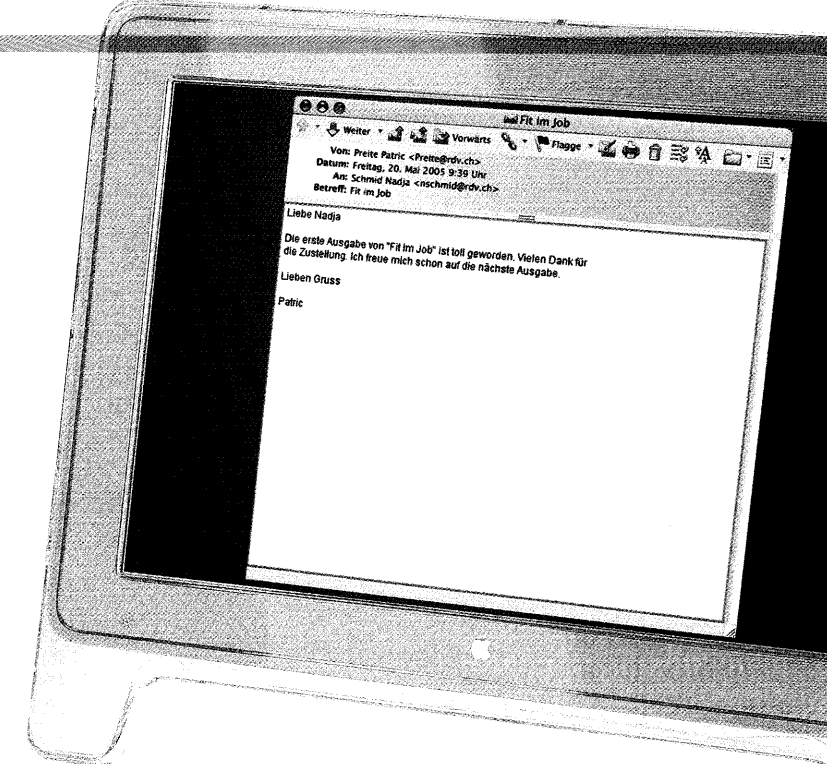 Fit im Job
Weiter Vorwärts Flagge
Von: Preite Patric <Preite@rdv.ch>
Datum: Freitag, 20. Mai 2005 9:39 Uhr
An: Schmid Nadja <nschmid@rdv.ch>
Betreff: Fit im Job
Liebe Nadja
Die erste Ausgabe von "Fit im Job" ist toll geworden. Vielen Dank für
die Zustellung. Ich freue mich schon auf die nächste Ausgabe.
Lieben Gruss
Patric